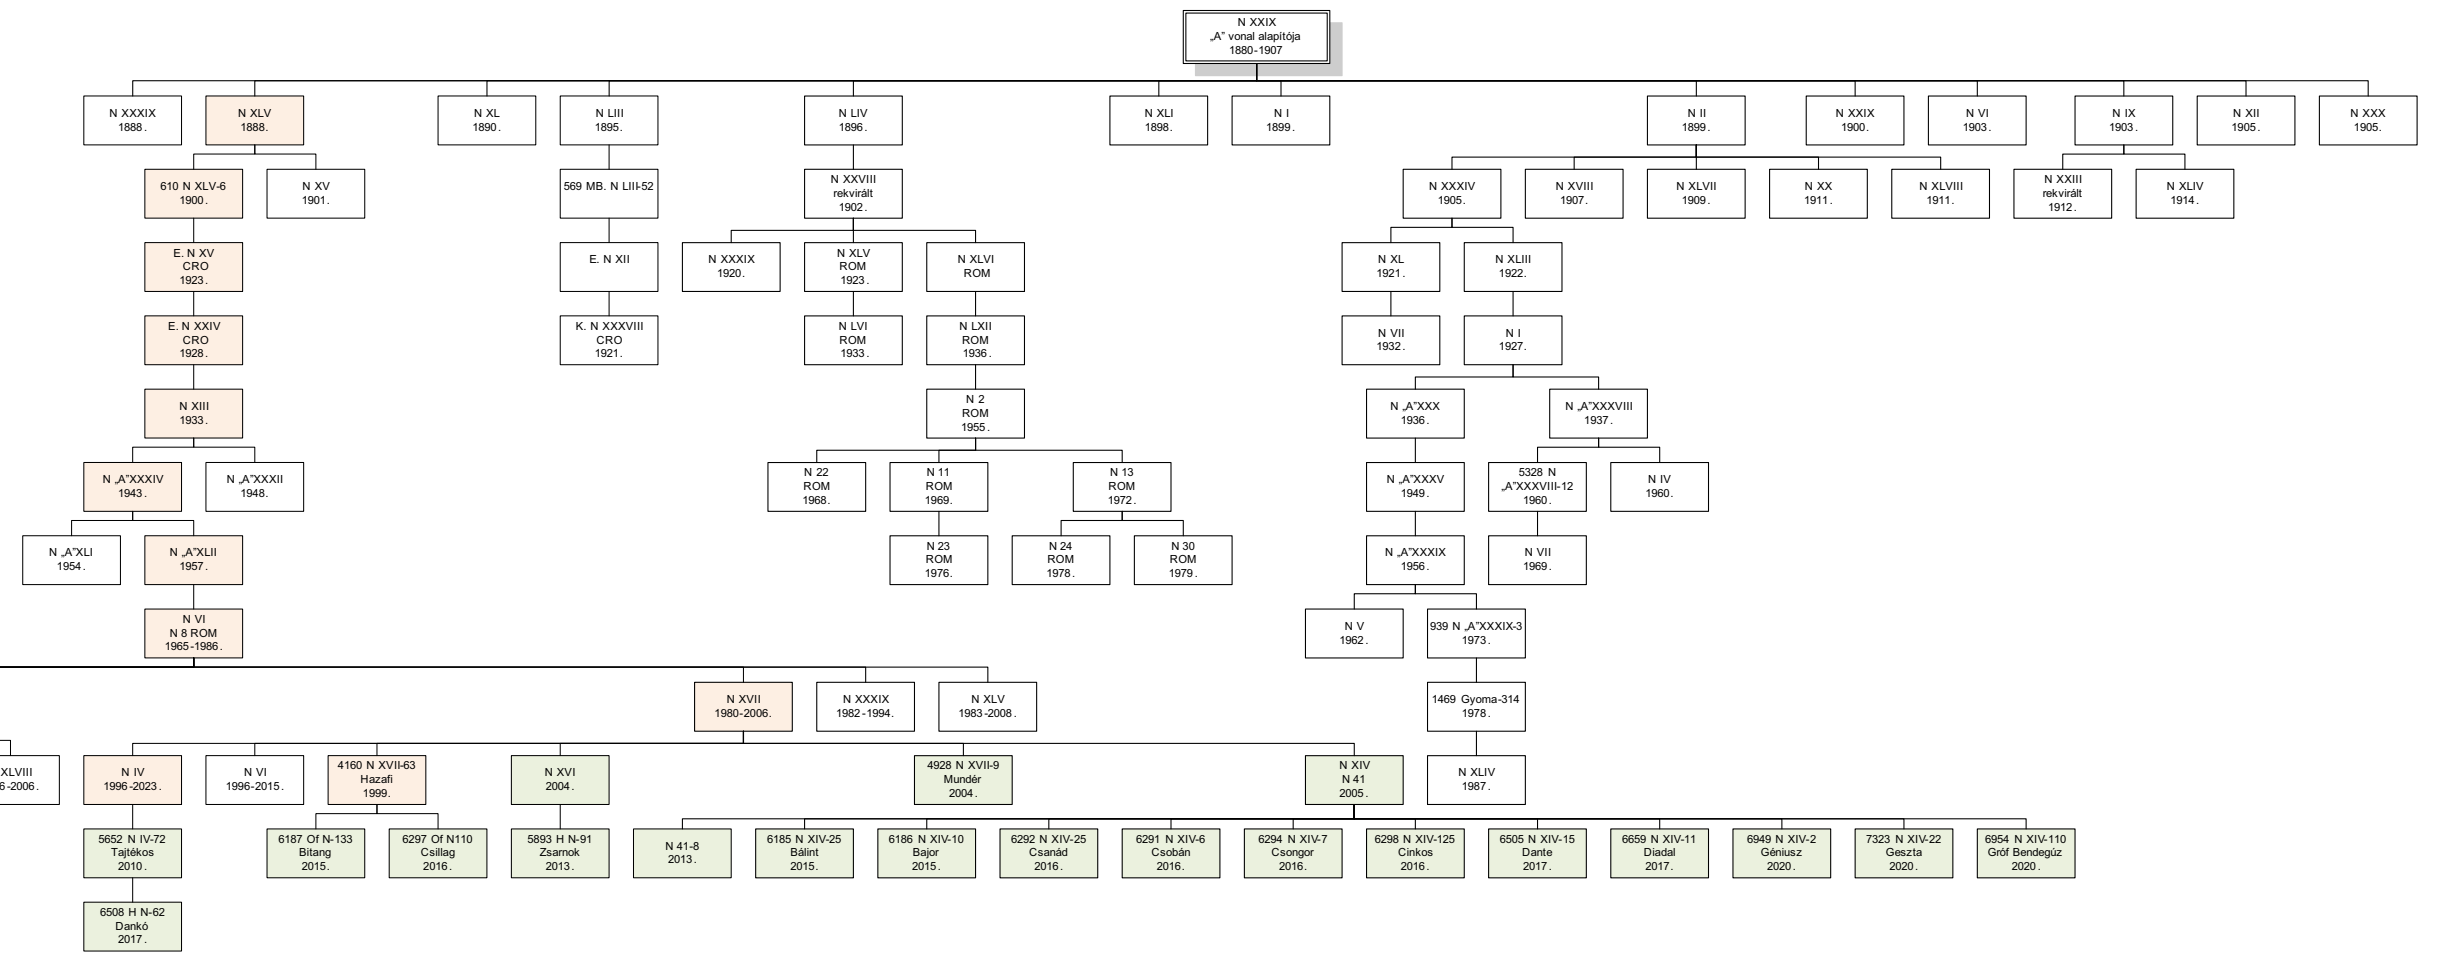 N XXIX
„A” vonal alapítója
1880-1907
N XXXIX
1888.
N XLV
1888.
N XL
1890.
N LIII
1895.
N LIV
1896.
N XLI
1898.
N I
1899.
N II
1899.
N XXIX
1900.
N VI
1903.
N IX
1903.
N XII
1905.
N XXX
1905.
610 N XLV-6
1900.
N XV
1901.
569 MB. N LIII-52
N XXVIII
rekvirált
1902.
N XXXIV
1905.
N XVIII
1907.
N XLVII
1909.
N XX
1911.
N XLVIII
1911.
N XXIII
rekvirált
1912.
N XLIV
1914.
E. N XV
CRO
1923.
E. N XII
N XXXIX
1920.
N XLV
ROM
1923.
N XLVI
ROM
N XL
1921.
N XLIII
1922.
E. N XXIV
CRO
1928.
K. N XXXVIII
CRO
1921.
N LVI
ROM
1933.
N LXII
ROM
1936.
N VII
1932.
N I
1927.
N XIII
1933.
N 2
ROM
1955.
N „A”XXX
1936.
N „A”XXXVIII
1937.
N „A”XXXIV
1943.
N „A”XXXII
1948.
N 22
ROM
1968.
N 11
ROM
1969.
N 13
ROM
1972.
N „A”XXXV
1949.
5328 N
„A”XXXVIII-12
1960.
N IV
1960.
N „A”XLI
1954.
N „A”XLII
1957.
N 23
ROM
1976.
N 24
ROM
1978.
N 30
ROM
1979.
N „A”XXXIX
1956.
N VII
1969.
N VI
N 8 ROM
1965-1986.
N V
1962.
939 N „A”XXXIX-3
1973.
N XVII
1980-2006.
N XXXIX
1982-1994.
N XLV
1983-2008.
1469 Gyoma-314
1978.
XLVIII
6-2006.
N IV
1996-2023.
N VI
1996-2015.
4160 N XVII-63
Hazafi
1999.
N XVI
2004.
4928 N XVII-9
Mundér
2004.
N XIV
N 41
2005.
N XLIV
1987.
5652 N IV-72
Tajtékos
2010.
6187 Of N-133
Bitang
2015.
6297 Of N110
Csillag
2016.
5893 H N-91
Zsarnok
2013.
N 41-8
2013.
6185 N XIV-25
Bálint
2015.
6186 N XIV-10
Bajor
2015.
6292 N XIV-25
Csanád
2016.
6291 N XIV-6
Csobán
2016.
6294 N XIV-7
Csongor
2016.
6298 N XIV-125
Cinkos
2016.
6505 N XIV-15
Dante
2017.
6659 N XIV-11
Diadal
2017.
6949 N XIV-2
Géniusz
2020.
7323 N XIV-22
Geszta
2020.
6954 N XIV-110
Gróf Bendegúz
2020.
6508 H N-62
Dankó
2017.